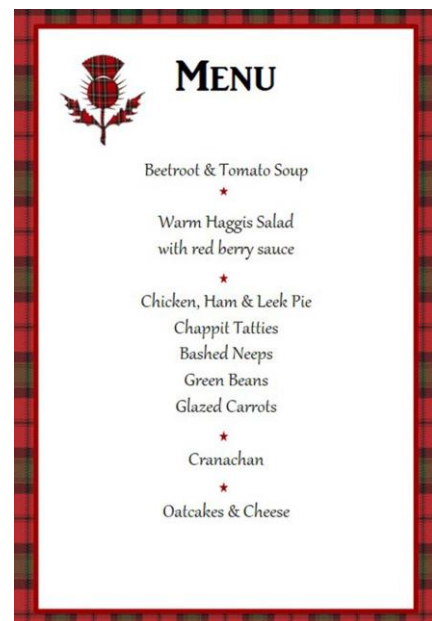 MENU
Beetroot & Tomato Soup
Warm Haggis Salad
with red berry sauce
Chicken, Ham & Leek Pie
Chappit Tatties
Bashed Neeps
Green Beans
Glazed Carrots
Cranachan
Oatcakes & Cheese